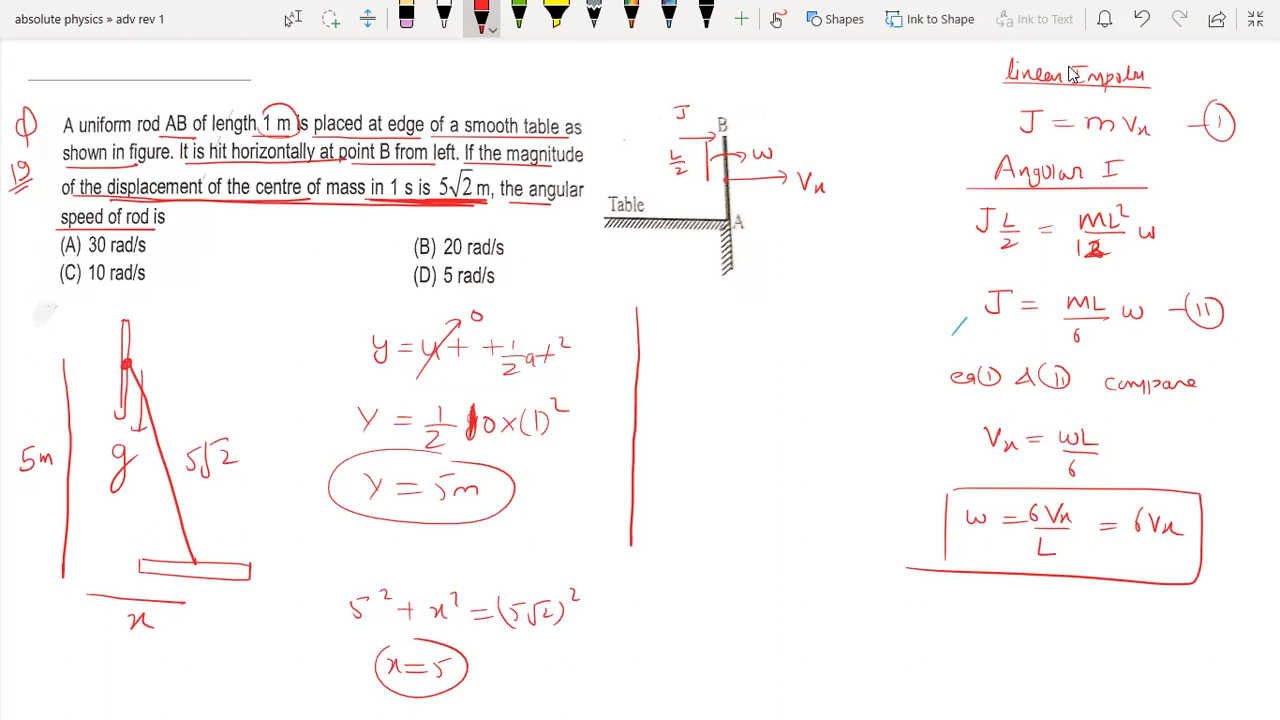 absolute physics » adv rev 1
Shapes
Ink to Shape
Ink to Text
Q
19
A uniform rod AB of length 1 m is placed at edge of a smooth table as
shown in figure. It is hit horizontally at point B from left. If the magnitude
of the displacement of the centre of mass in 1 s is 5√2 m, the angular
speed of rod is
(A) 30 rad/s
(B) 20 rad/s
(C) 10 rad/s
(D) 5 rad/s
J
B
L/2
ω
Vx
Table
A
5m
g
5√2
x
y = ut + 1/2 at²
0
Y = 1/2 10 x (1)²
Y = 5m
5² + x² = (5√2)²
x = 5
linear Impulse
J = m Vx - I
Angular I
J L/2 = ML²/12 ω
J = ML/6 ω - II
eq I & II compare
Vx = ωL/6
ω = 6Vx/L = 6Vx